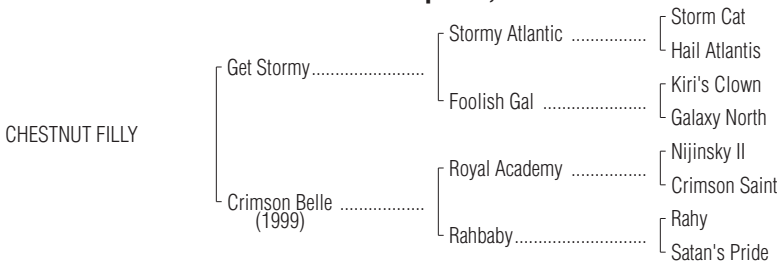 Storm Cat
Stormy Atlantic ................
Hail Atlantis
Get Stormy........................
Kiri's Clown
Foolish Gal ......................
Galaxy North
CHESTNUT FILLY
Nijinsky II
Royal Academy ................
Crimson Saint
Crimson Belle ..................
(1999)
Rahy
Rahbaby............................
Satan's Pride